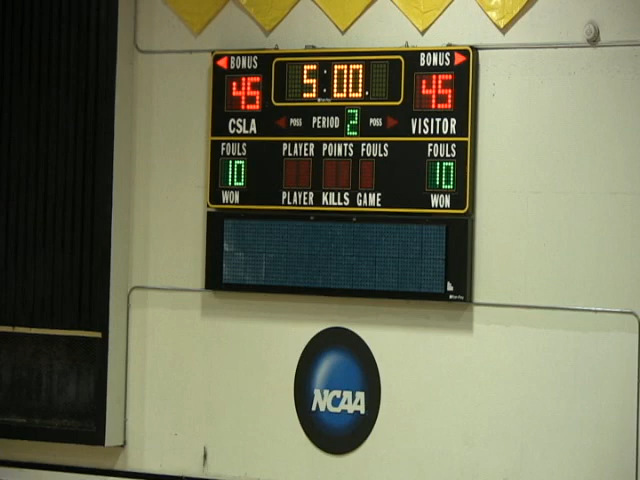 BONUS 5:00 BONUS
45 45
CSLA POSS PERIOD 2 POSS VISITOR
FOULS PLAYER POINTS FOULS FOULS
10 10
WON PLAYER KILLS GAME WON
NCAA